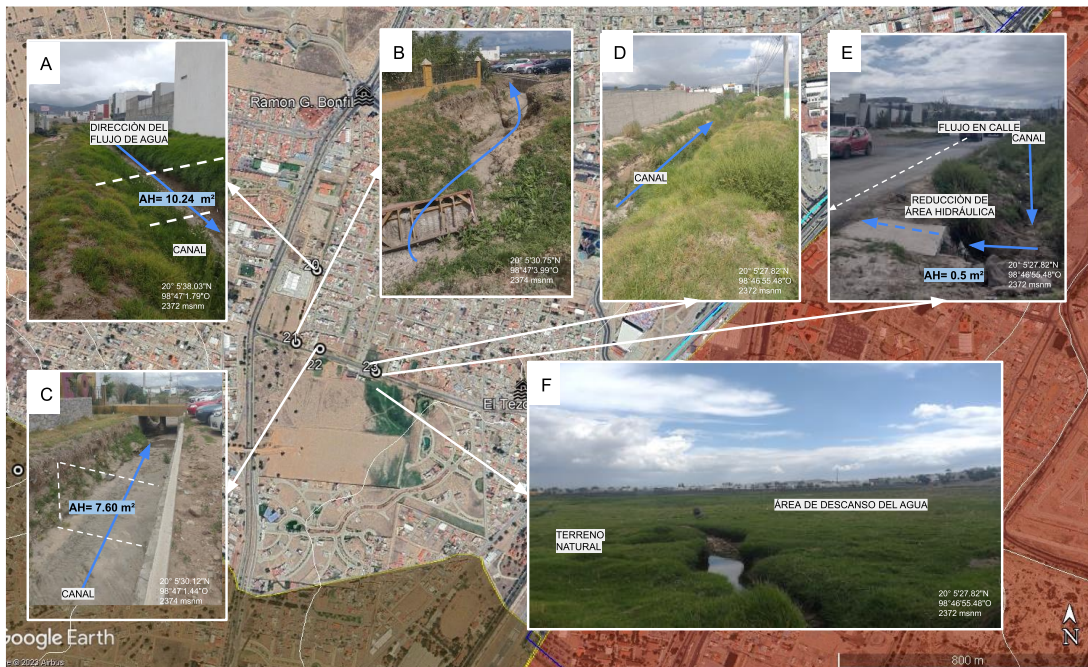 A
DIRECCIÓN DEL
FLUJO DE AGUA
AH= 10.24 m²
CANAL
20° 5'38.03"N
98°47'1.79"O
2372 msnm
B
20° 5'30.75"N
98°47'3.99"O
2374 msnm
D
CANAL
20° 5'27.82"N
98°46'55.48"O
2372 msnm
E
FLUJO EN CALLE
CANAL
REDUCCIÓN DE
ÁREA HIDRÁULICA
AH= 0.5 m²
20° 5'27.82"N
98°46'55.48"O
2372 msnm
Ramon G. Bonfil
20
21
22
23
El Tezo
C
AH= 7.60 m²
CANAL
20° 5'30.12"N
98°47'1.44"O
2374 msnm
F
ÁREA DE DESCANSO DEL AGUA
TERRENO
NATURAL
20° 5'27.82"N
98°46'55.48"O
2372 msnm
Google Earth
e © 2023 Airbus
N
800 m